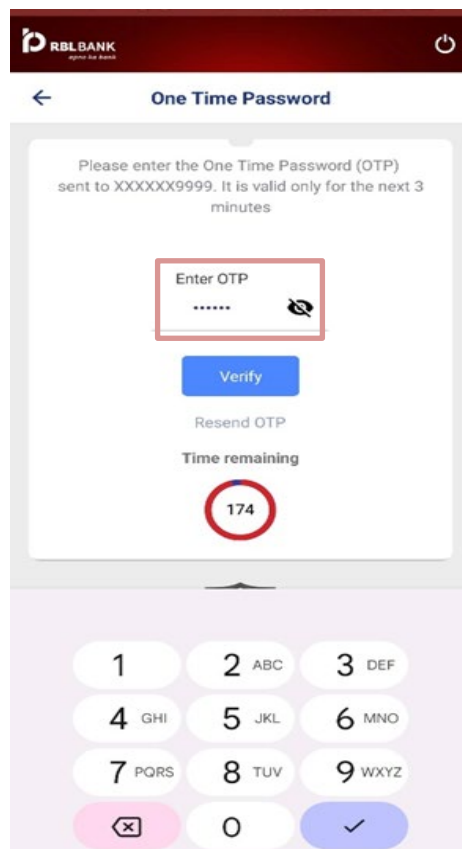 RBLBANK
apno ka bank
One Time Password
Please enter the One Time Password (OTP)
sent to XXXXXX9999. It is valid only for the next 3
minutes
Enter OTP
••••••
Verify
Resend OTP
Time remaining
174
1
2 ABC
3 DEF
4 GHI
5 JKL
6 MNO
7 PQRS
8 TUV
9 WXYZ
0